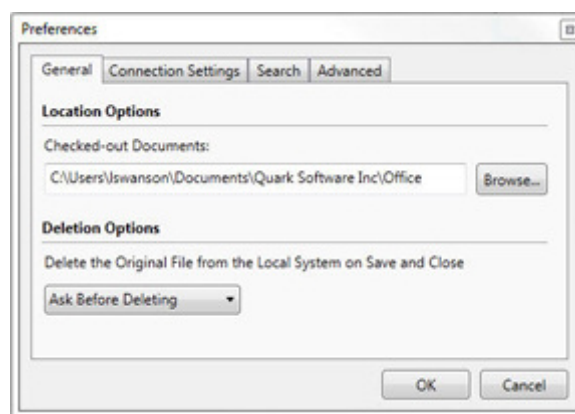 Preferences
General Connection Settings Search Advanced
Location Options
Checked-out Documents:
C:\Users\lswanson\Documents\Quark Software Inc\Office Browse...
Deletion Options
Delete the Original File from the Local System on Save and Close
Ask Before Deleting
OK Cancel